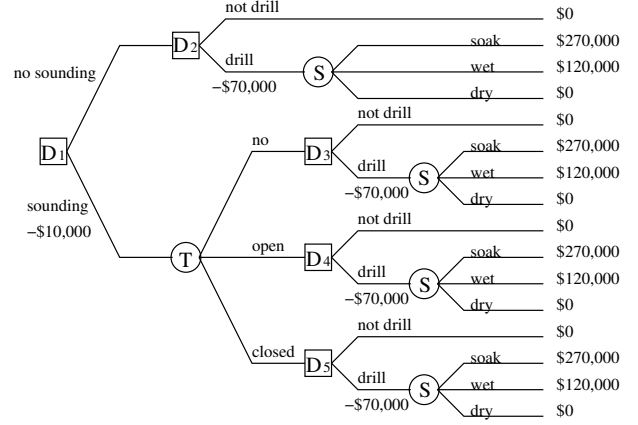 not drill $0
D2
drill
−$70,000
S
soak $270,000
wet $120,000
dry $0
no sounding
D1
sounding
−$10,000
T
no
D3
not drill $0
drill
−$70,000
S
soak $270,000
wet $120,000
dry $0
open
D4
not drill $0
drill
−$70,000
S
soak $270,000
wet $120,000
dry $0
closed
D5
not drill $0
drill
−$70,000
S
soak $270,000
wet $120,000
dry $0